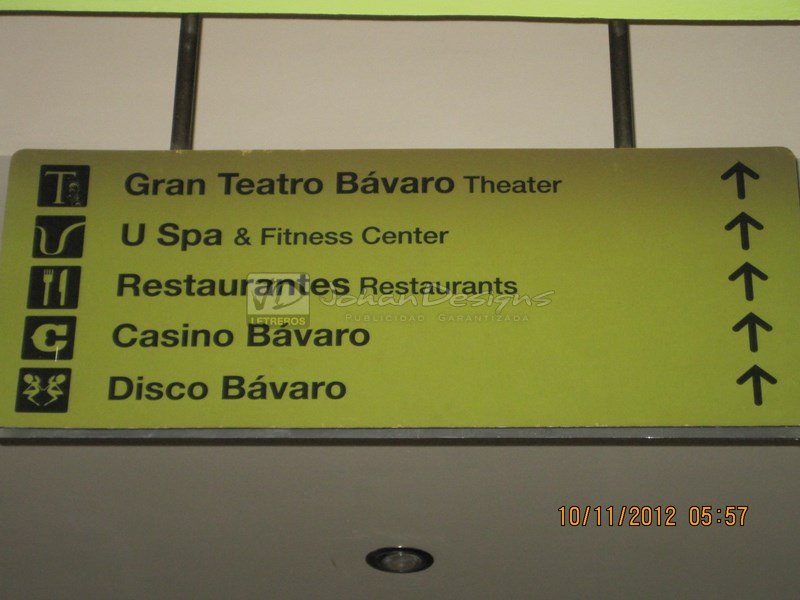 T Gran Teatro Bávaro Theater
U Spa & Fitness Center
Restaurantes Restaurants
JD JohanDesigns
LETREROS PUBLICIDAD GARANTIZADA
C Casino Bávaro
Disco Bávaro
10/11/2012 05:57